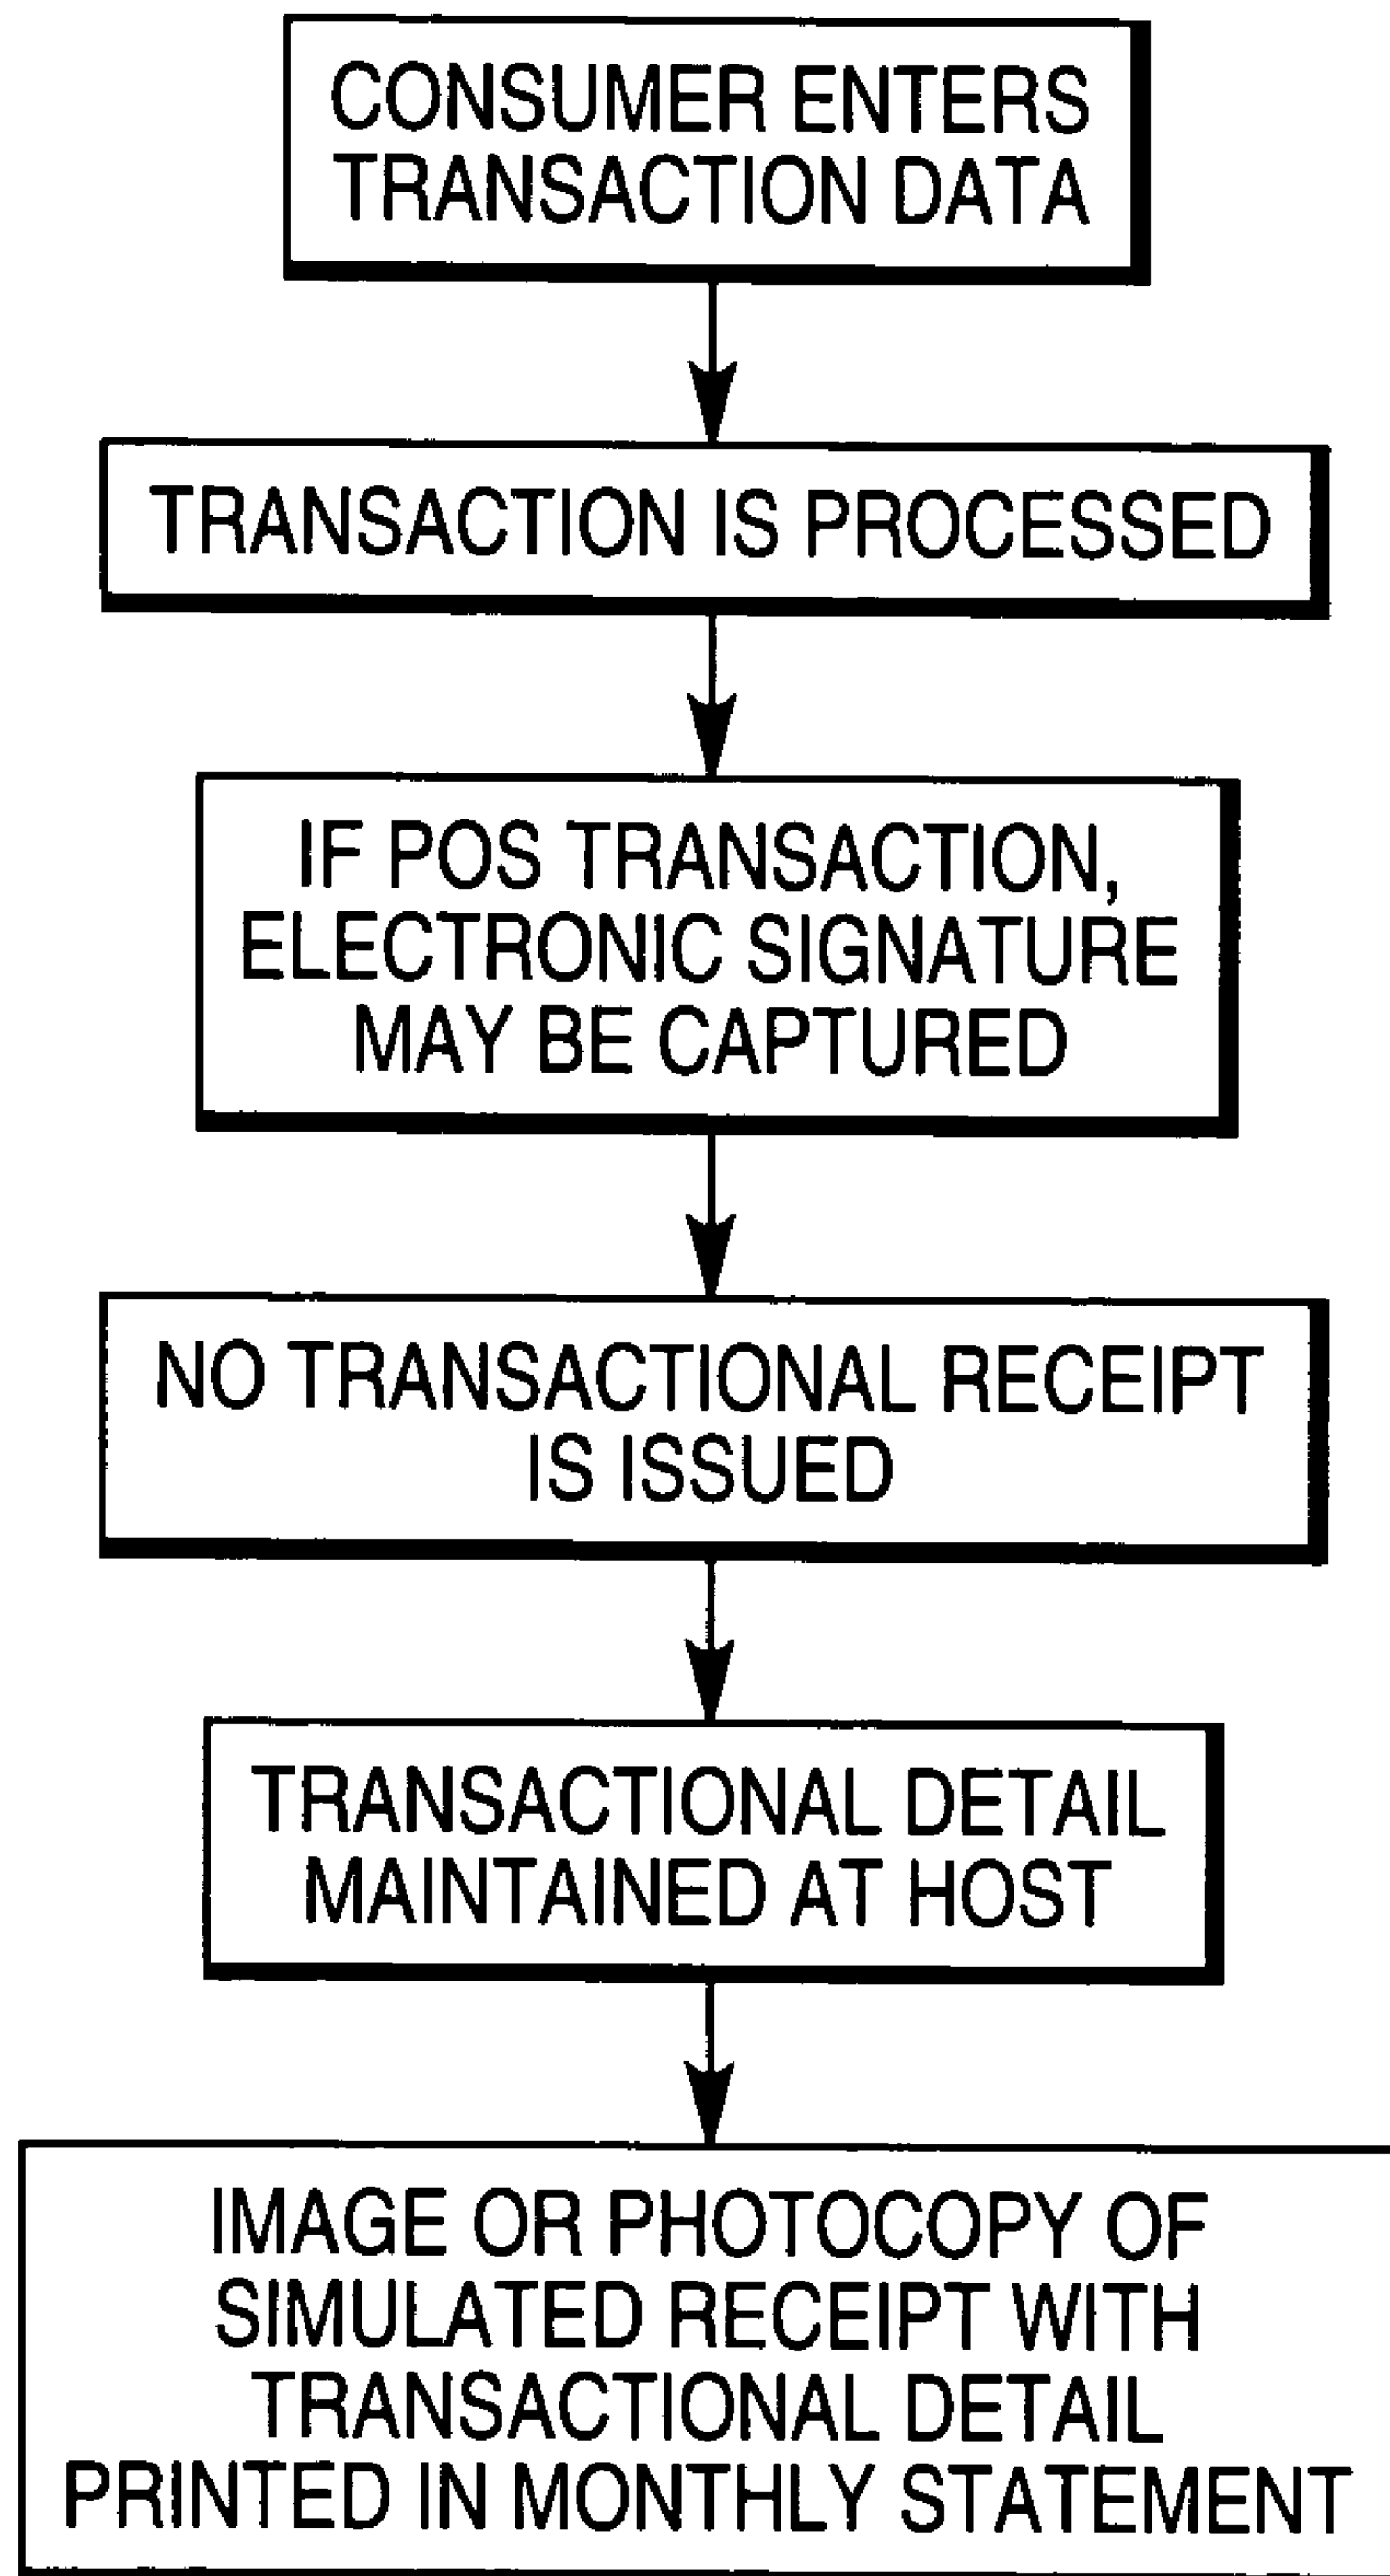 CONSUMER ENTERS
TRANSACTION DATA
TRANSACTION IS PROCESSED
IF POS TRANSACTION,
ELECTRONIC SIGNATURE
MAY BE CAPTURED
NO TRANSACTIONAL RECEIPT
IS ISSUED
TRANSACTIONAL DETAIL
MAINTAINED AT HOST
IMAGE OR PHOTOCOPY OF
SIMULATED RECEIPT WITH
TRANSACTIONAL DETAIL
PRINTED IN MONTHLY STATEMENT